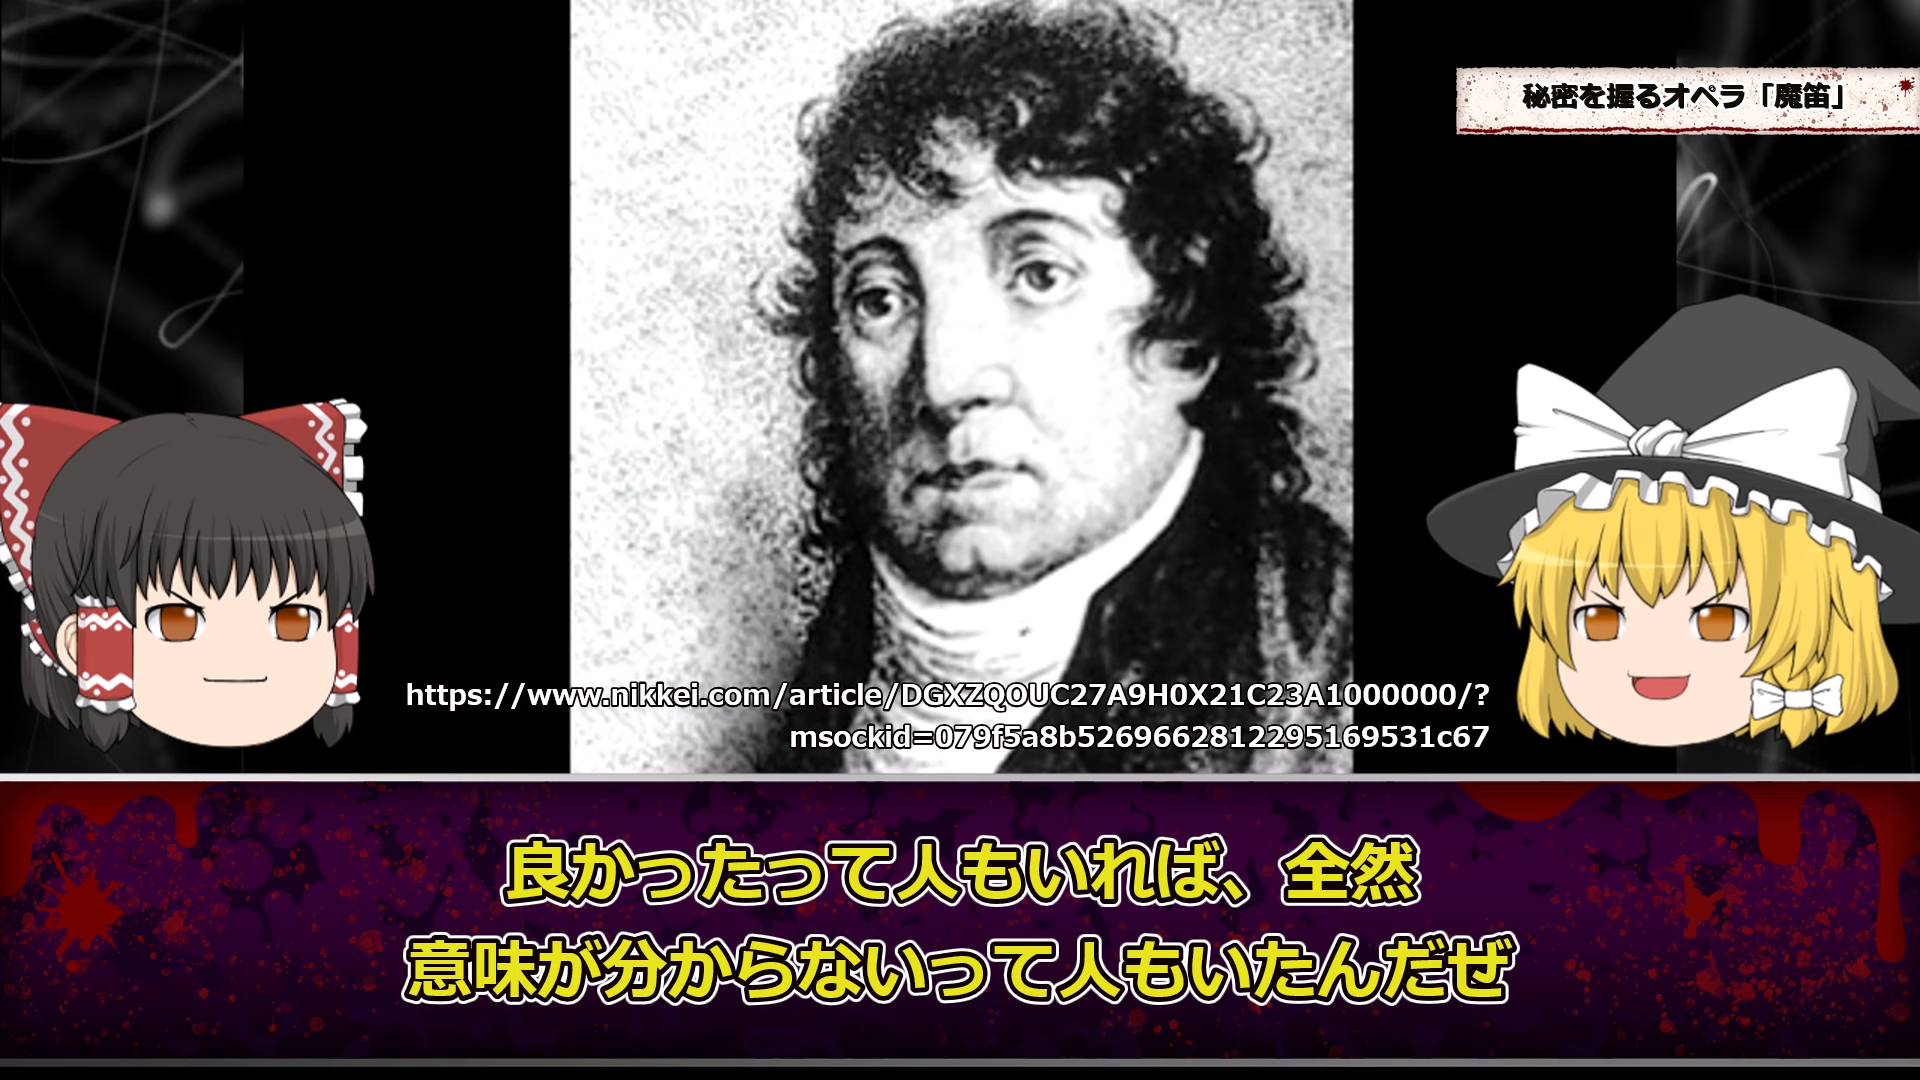 秘密を握るオペラ「魔笛」
https://www.nikkei.com/article/DGXZQOUC27A9H0X21C23A1000000/?
msockid=079f5a8b5269662812295169531c67
良かったって人もいれば、全然
意味が分からないって人もいたんだぜ